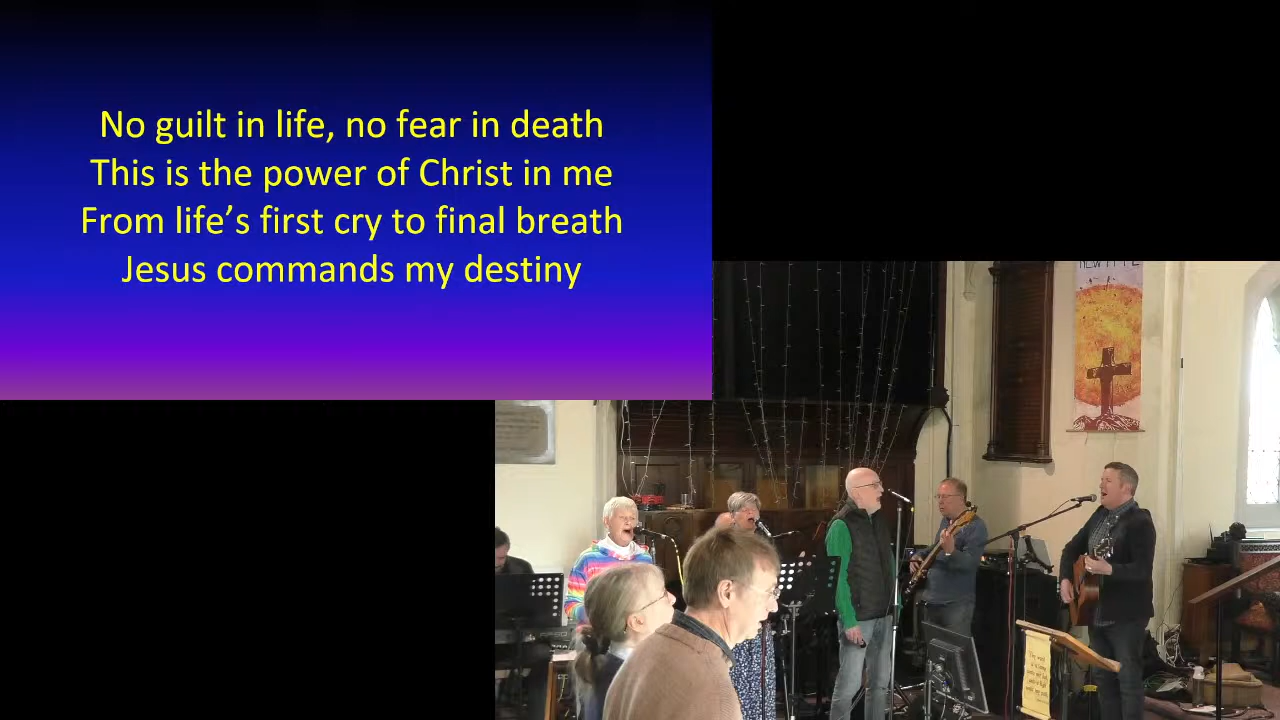 No guilt in life, no fear in death
This is the power of Christ in me
From life’s first cry to final breath
Jesus commands my destiny